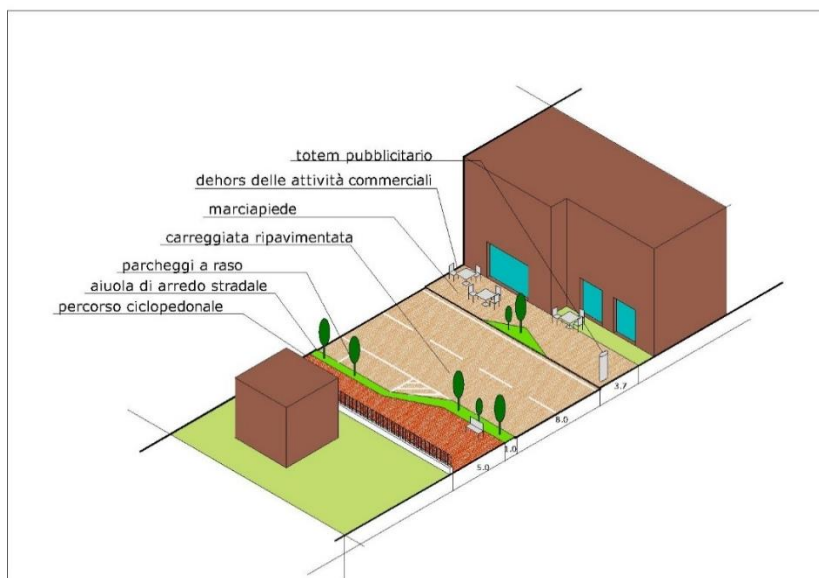 totem pubblicitario
dehors delle attività commerciali
marciapiede
carreggiata ripavimentata
parcheggi a raso
aiuola di arredo stradale
percorso ciclopedonale
3.7
8.0
1.0
5.0